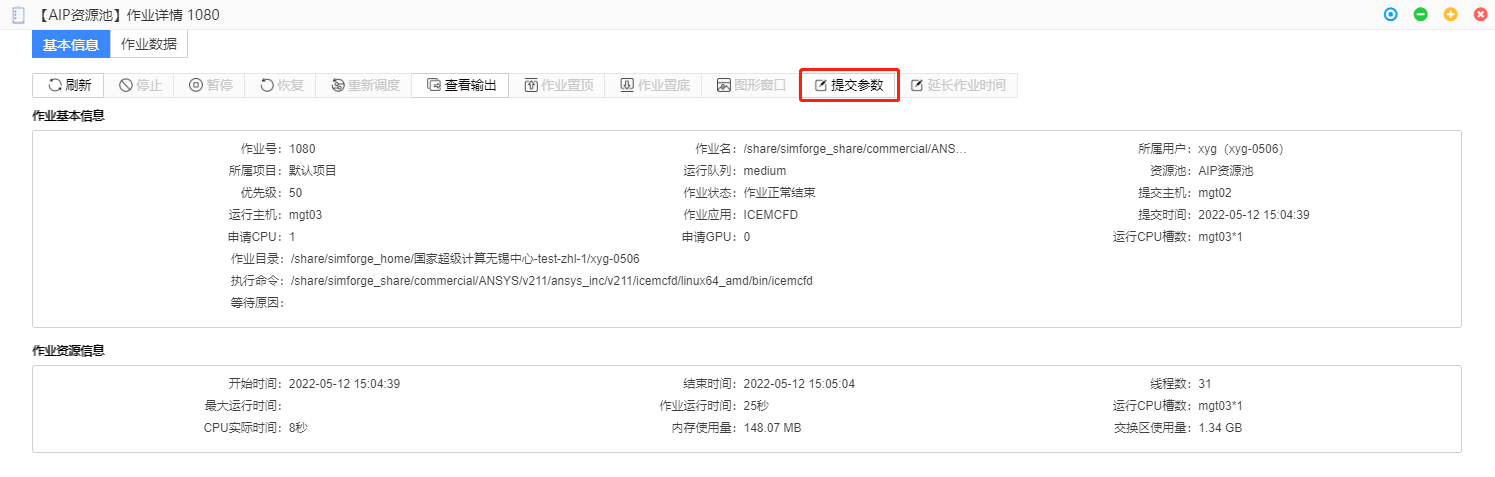 【AIP资源池】作业详情 1080
基本信息 作业数据
刷新 停止 暂停 恢复 重新调度 查看输出 作业置顶 作业置底 图形窗口 提交参数 延长作业时间
作业基本信息
作业号: 1080 作业名: /share/simforge_share/commercial/ANS... 所属用户: xyg（xyg-0506）
所属项目: 默认项目 运行队列: medium 资源池: AIP资源池
优先级: 50 作业状态: 作业正常结束 提交主机: mgt02
运行主机: mgt03 作业应用: ICEMCFD 提交时间: 2022-05-12 15:04:39
申请CPU: 1 申请GPU: 0 运行CPU槽数: mgt03*1
作业目录: /share/simforge_home/国家超级计算无锡中心-test-zhl-1/xyg-0506
执行命令: /share/simforge_share/commercial/ANSYS/v211/ansys_inc/v211/icemcfd/linux64_amd/bin/icemcfd
等待原因:
作业资源信息
开始时间: 2022-05-12 15:04:39 结束时间: 2022-05-12 15:05:04 线程数: 31
最大运行时间: 作业运行时间: 25秒 运行CPU槽数: mgt03*1
CPU实际时间: 8秒 内存使用量: 148.07 MB 交换区使用量: 1.34 GB